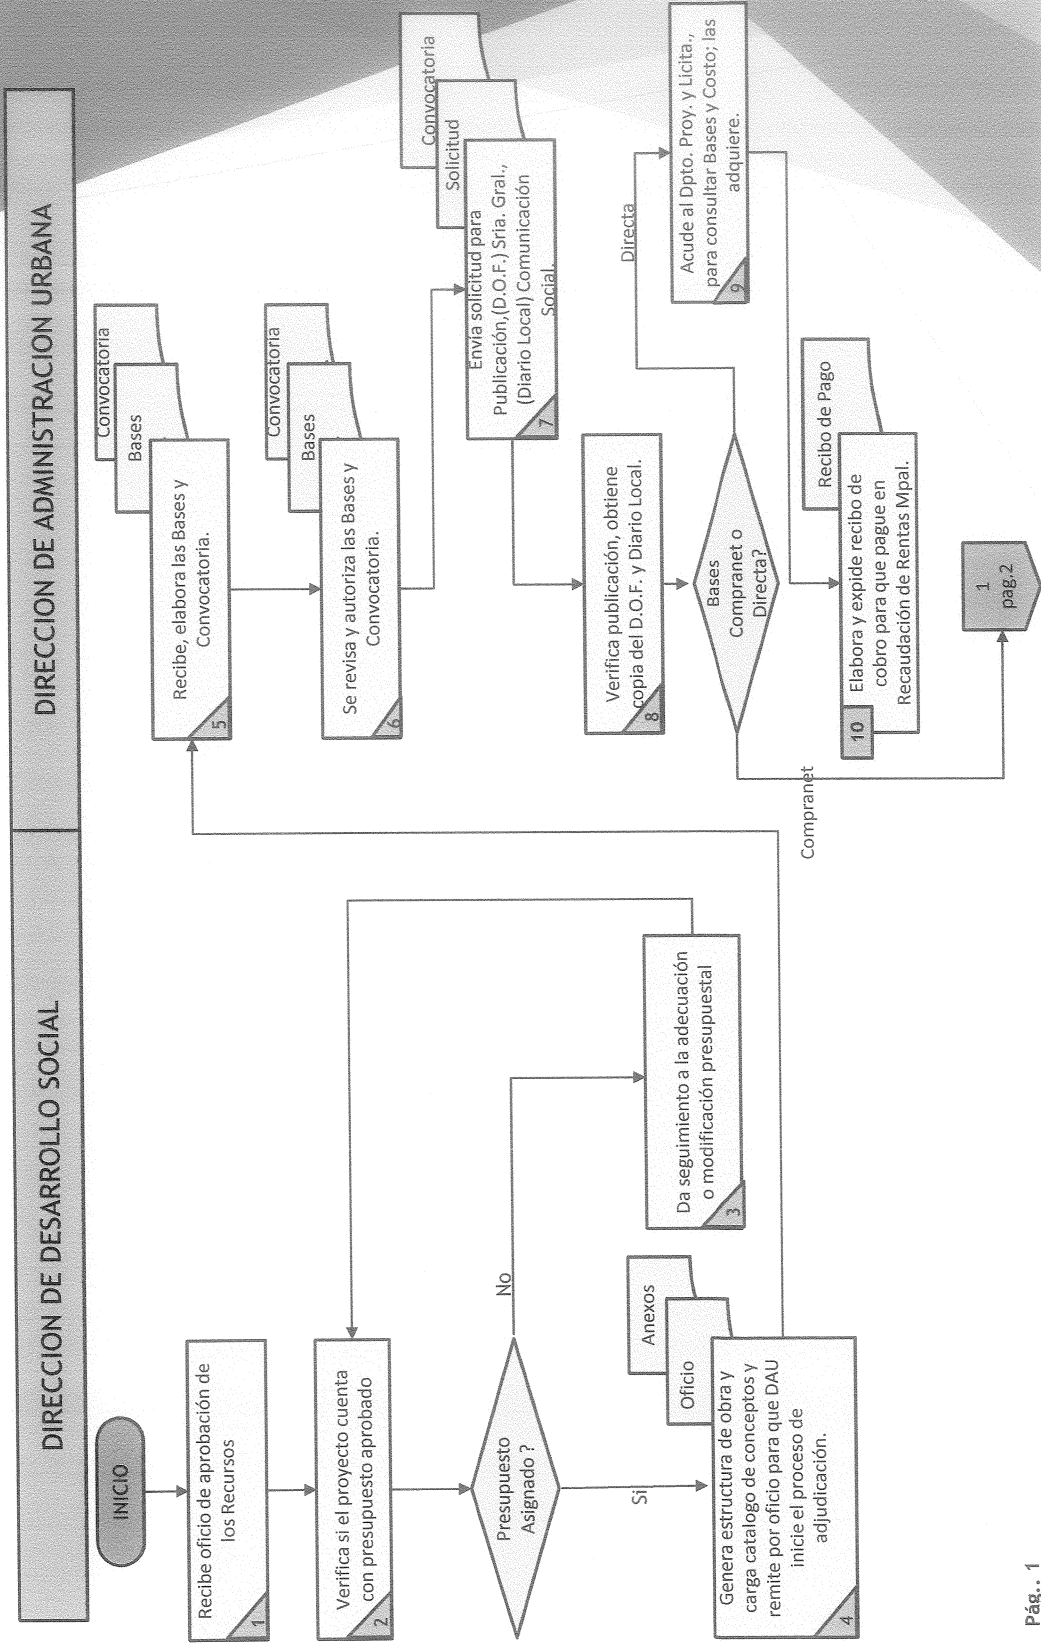 DIRECCION DE DESARROLLO SOCIAL
DIRECCION DE ADMINISTRACION URBANA
INICIO
Recibe oficio de aprobación de
los Recursos
1
Verifica si el proyecto cuenta
con presupuesto aprobado
2
Presupuesto
Asignado ?
No
Si
Da seguimiento a la adecuación
o modificación presupuestal
3
Anexos
Oficio
Genera estructura de obra y
carga catalogo de conceptos y
remite por oficio para que DAU
inicie el proceso de
adjudicación.
4
Convocatoria
Bases
Recibe, elabora las Bases y
Convocatoria.
5
Convocatoria
Bases
Se revisa y autoriza las Bases y
Convocatoria.
6
Convocatoria
Solicitud
Envía solicitud para
Publicación,(D.O.F.) Sria. Gral.,
(Diario Local) Comunicación
Social.
7
Verifica publicación, obtiene
copia del D.O.F. y Diario Local.
8
Bases
Compranet o
Directa?
Directa
Compranet
Acude al Dpto. Proy. y Licita.,
para consultar Bases y Costo; las
adquiere.
9
Recibo de Pago
Elabora y expide recibo de
cobro para que pague en
Recaudación de Rentas Mpal.
10
1
pag.2
Pág.. 1